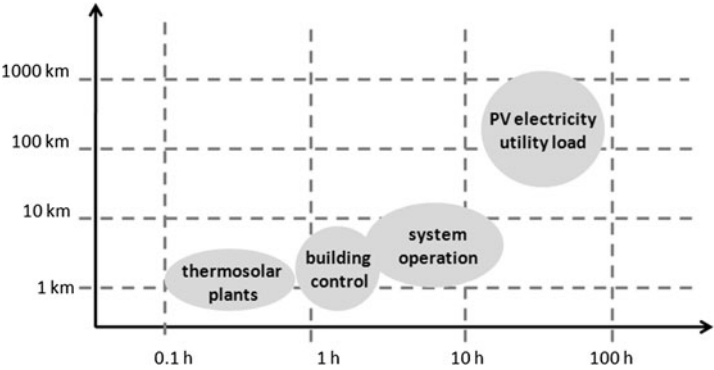 1000 km
100 km
10 km
1 km
PV electricity
utility load
system
operation
building
control
thermosolar
plants
0.1 h
1 h
10 h
100 h